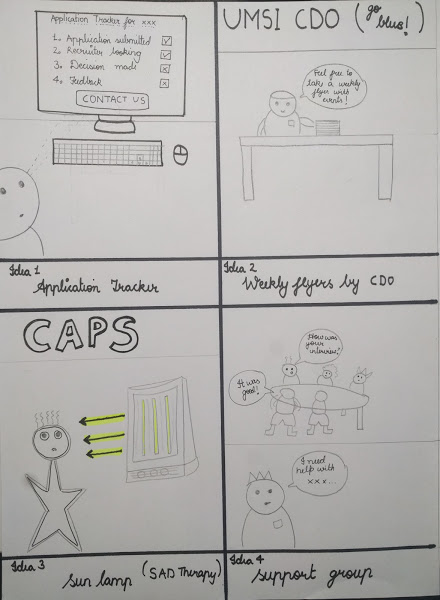 Application Tracker for xxx
1. Application submitted
2. Recruiter looking
3. Decision made
4. Fedback
CONTACT US
Idea 1
Application Tracker
UMSI CDO (go blue!)
Feel free to
take a weekly
flyer with
events!
Idea 2
Weekly flyers by CDO
CAPS
Idea 3
sun lamp (SAD Therapy)
How was
your
interview?
It was
good!
I need
help with
xxx...
Idea 4
support group